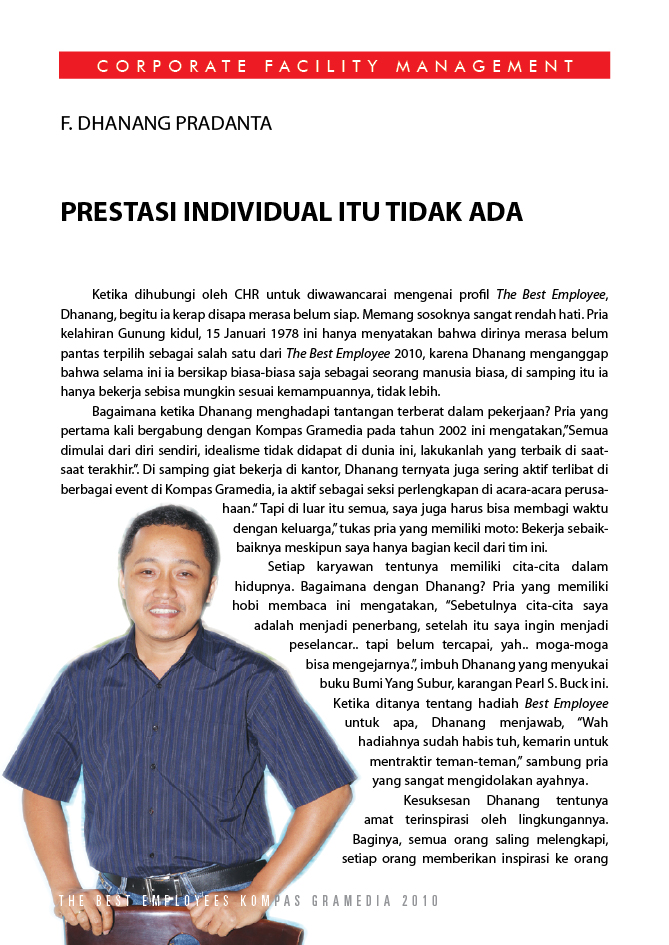 CORPORATE FACILITY MANAGEMENT
F. DHANANG PRADANTA
PRESTASI INDIVIDUAL ITU TIDAK ADA
Ketika dihubungi oleh CHR untuk diwawancarai mengenai profil The Best Employee,
Dhanang, begitu ia kerap disapa merasa belum siap. Memang sosoknya sangat rendah hati. Pria
kelahiran Gunung kidul, 15 Januari 1978 ini hanya menyatakan bahwa dirinya merasa belum
pantas terpilih sebagai salah satu dari The Best Employee 2010, karena Dhanang menganggap
bahwa selama ini ia bersikap biasa-biasa saja sebagai seorang manusia biasa, di samping itu ia
hanya bekerja sebisa mungkin sesuai kemampuannya, tidak lebih.
Bagaimana ketika Dhanang menghadapi tantangan terberat dalam pekerjaan? Pria yang
pertama kali bergabung dengan Kompas Gramedia pada tahun 2002 ini mengatakan,”Semua
dimulai dari diri sendiri, idealisme tidak didapat di dunia ini, lakukanlah yang terbaik di saat-
saat terakhir.”. Di samping giat bekerja di kantor, Dhanang ternyata juga sering aktif terlibat di
berbagai event di Kompas Gramedia, ia aktif sebagai seksi perlengkapan di acara-acara perusa-
haan.” Tapi di luar itu semua, saya juga harus bisa membagi waktu
dengan keluarga,” tukas pria yang memiliki moto: Bekerja sebaik-
baiknya meskipun saya hanya bagian kecil dari tim ini.
Setiap karyawan tentunya memiliki cita-cita dalam
hidupnya. Bagaimana dengan Dhanang? Pria yang memiliki
hobi membaca ini mengatakan, “Sebetulnya cita-cita saya
adalah menjadi penerbang, setelah itu saya ingin menjadi
peselancar.. tapi belum tercapai, yah.. moga-moga
bisa mengejarnya.”, imbuh Dhanang yang menyukai
buku Bumi Yang Subur, karangan Pearl S. Buck ini.
Ketika ditanya tentang hadiah Best Employee
untuk apa, Dhanang menjawab, “Wah
hadiahnya sudah habis tuh, kemarin untuk
mentraktir teman-teman,” sambung pria
yang sangat mengidolakan ayahnya.
Kesuksesan Dhanang tentunya
amat terinspirasi oleh lingkungannya.
Baginya, semua orang saling melengkapi,
setiap orang memberikan inspirasi ke orang
THE BEST EMPLOYEES KOMPAS GRAMEDIA 2010